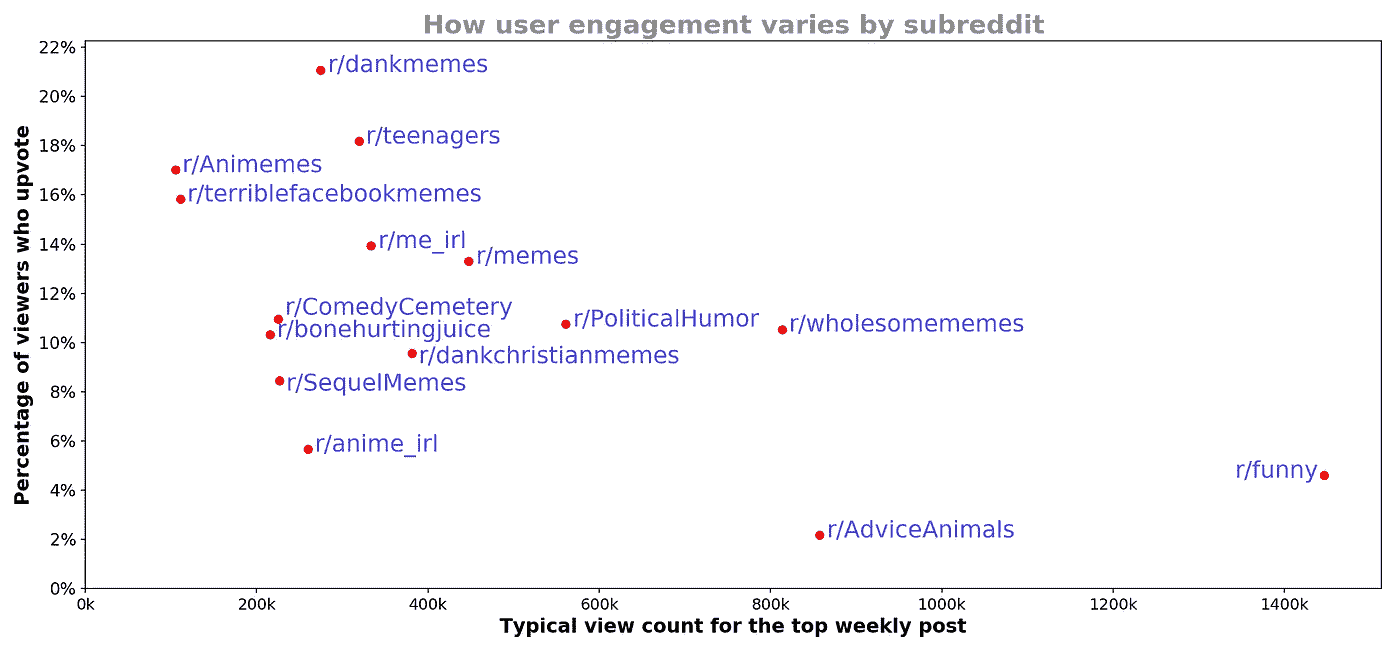 How user engagement varies by subreddit
Percentage of viewers who upvote
22%
20%
18%
16%
14%
12%
10%
8%
6%
4%
2%
0%
r/dankmemes
r/teenagers
r/Animemes
r/terriblefacebookmemes
r/me_irl
r/memes
r/ComedyCemetery
r/PoliticalHumor
r/wholesomememes
r/bonehurtingjuice
r/dankchristianmemes
r/SequelMemes
r/anime_irl
r/funny
r/AdviceAnimals
0k 200k 400k 600k 800k 1000k 1200k 1400k
Typical view count for the top weekly post